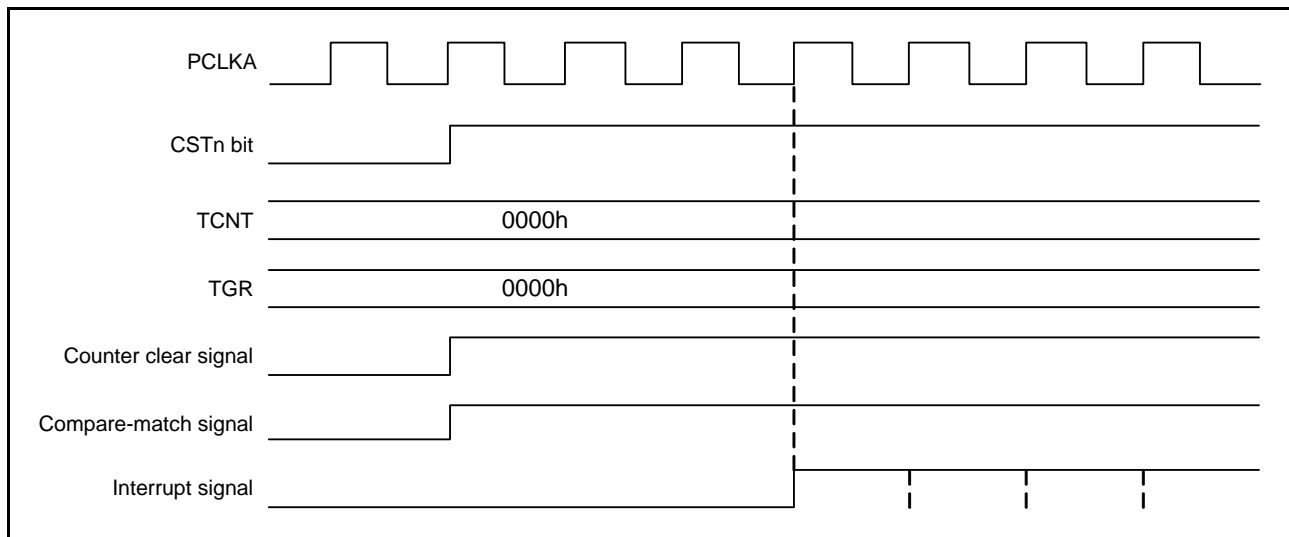 PCLKA
CSTn bit
TCNT
0000h
TGR
0000h
Counter clear signal
Compare-match signal
Interrupt signal